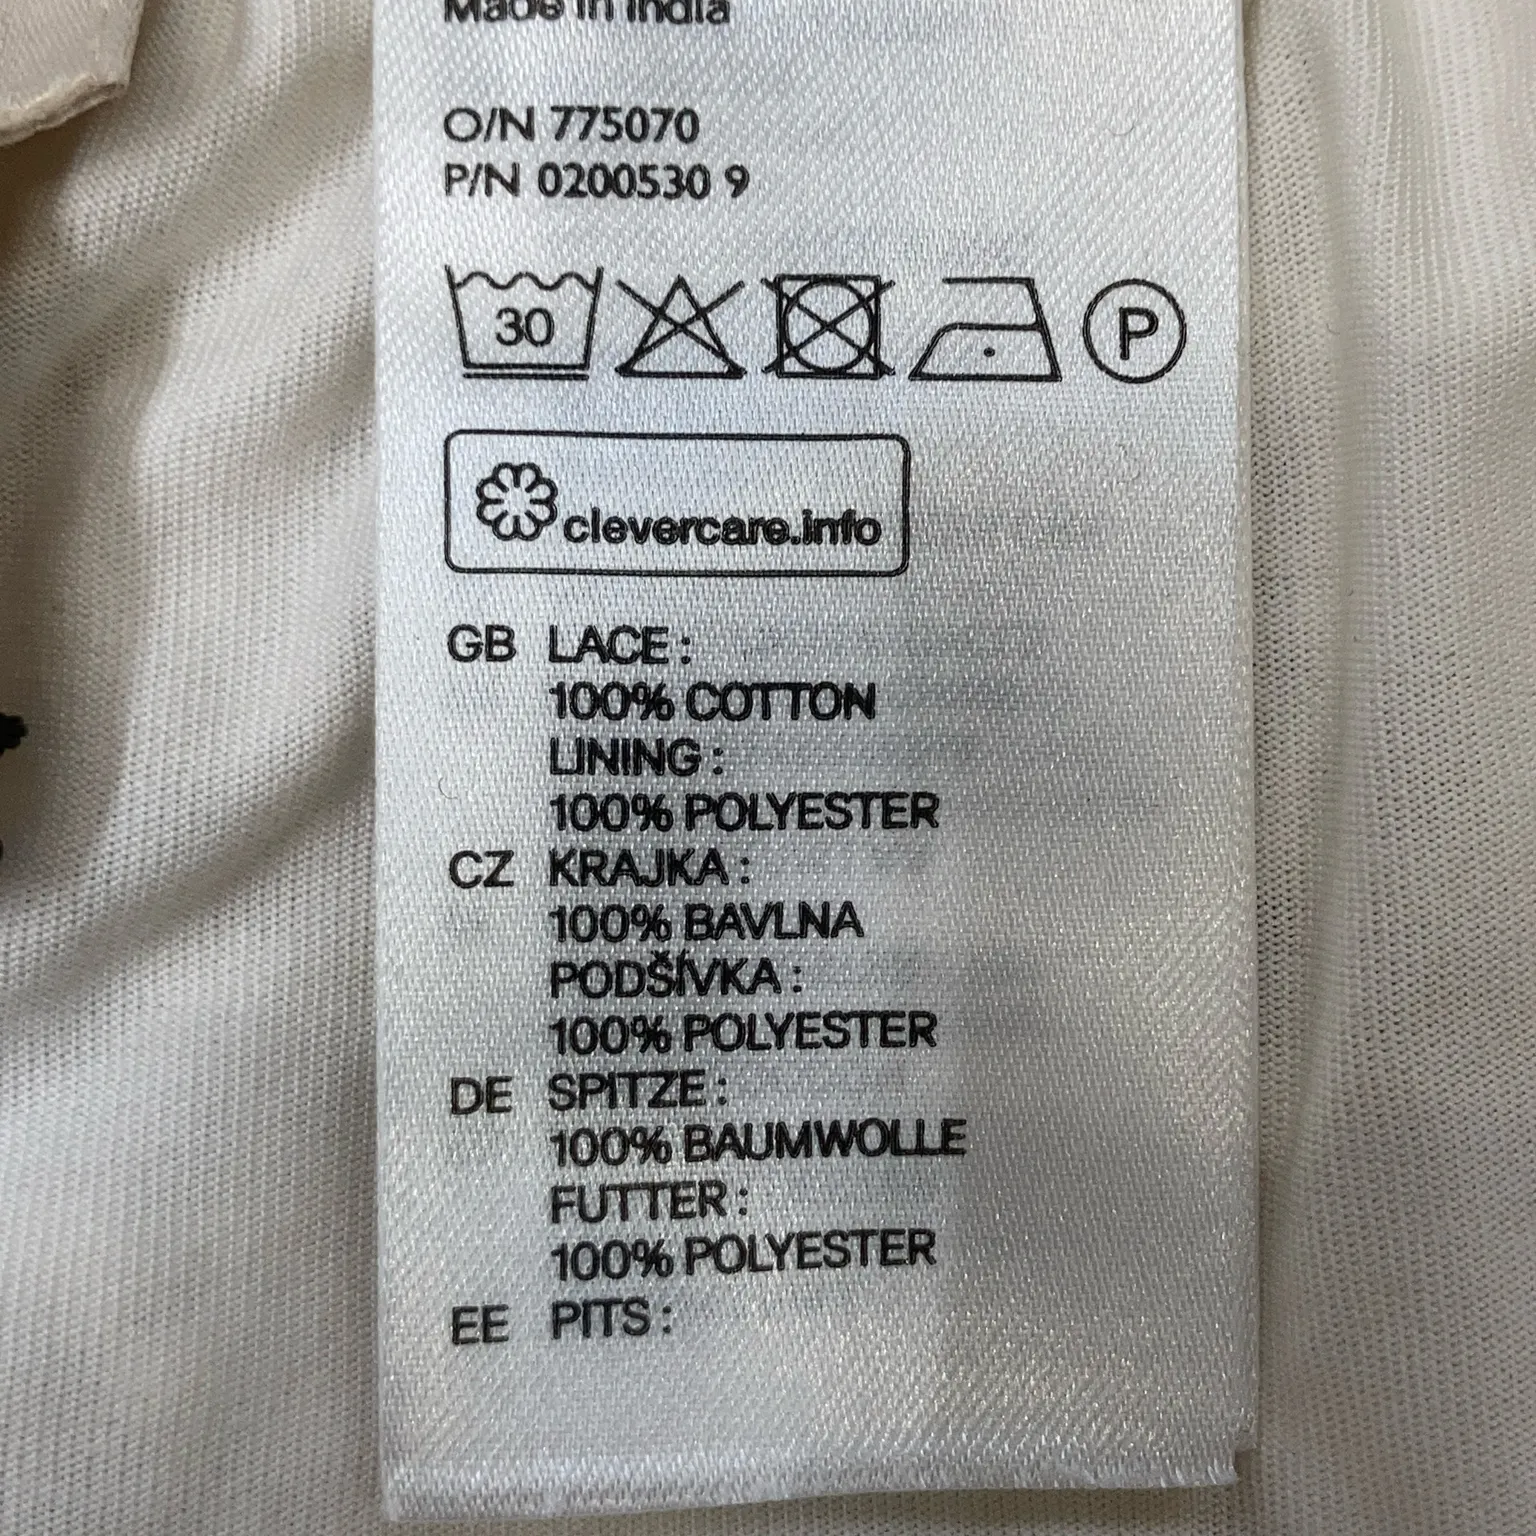 Made in India
O/N 775070
P/N 0200530 9
30
P
clevercare.info
GB LACE :
100% COTTON
LINING :
100% POLYESTER
CZ KRAJKA :
100% BAVLNA
PODŠÍVKA :
100% POLYESTER
DE SPITZE :
100% BAUMWOLLE
FUTTER :
100% POLYESTER
EE PITS :